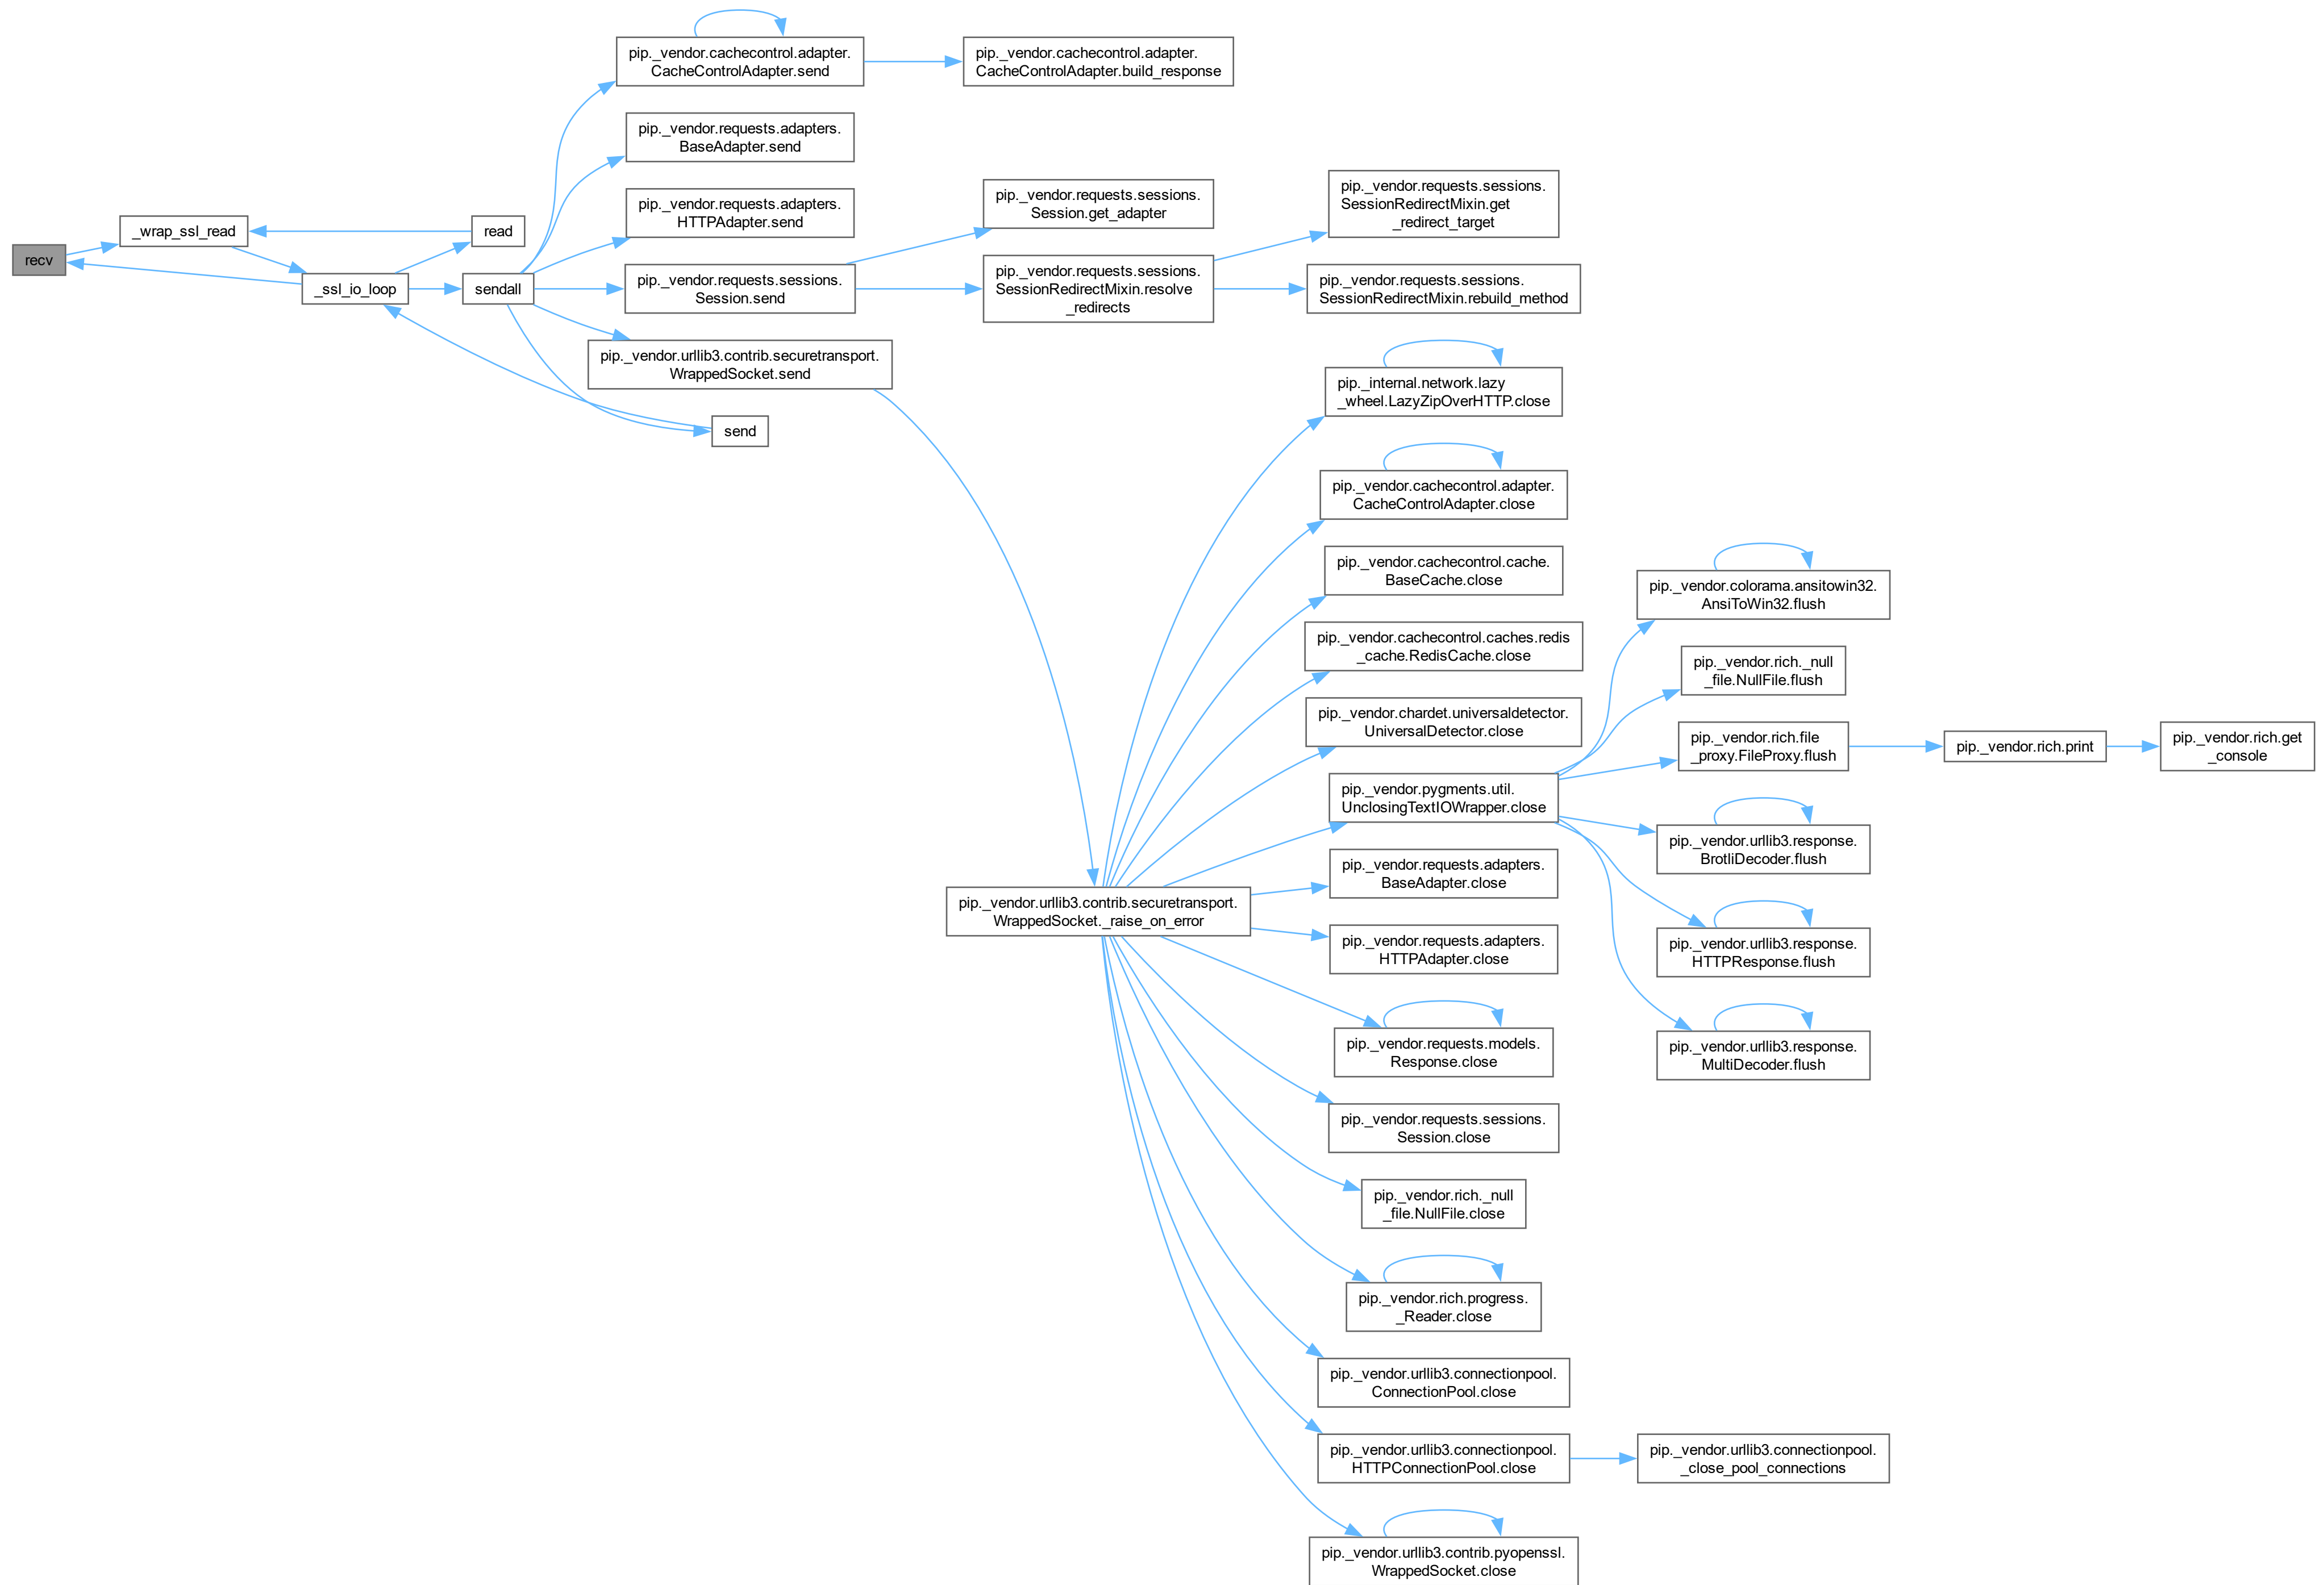 recv
_wrap_ssl_read
_ssl_io_loop
read
sendall
pip._vendor.cachecontrol.adapter.
CacheControlAdapter.send
pip._vendor.cachecontrol.adapter.
CacheControlAdapter.build_response
pip._vendor.requests.adapters.
BaseAdapter.send
pip._vendor.requests.adapters.
HTTPAdapter.send
pip._vendor.requests.sessions.
Session.send
pip._vendor.requests.sessions.
Session.get_adapter
pip._vendor.requests.sessions.
SessionRedirectMixin.resolve
_redirects
pip._vendor.requests.sessions.
SessionRedirectMixin.get
_redirect_target
pip._vendor.requests.sessions.
SessionRedirectMixin.rebuild_method
pip._vendor.urllib3.contrib.securetransport.
WrappedSocket.send
send
pip._vendor.urllib3.contrib.securetransport.
WrappedSocket._raise_on_error
pip._internal.network.lazy
_wheel.LazyZipOverHTTP.close
pip._vendor.cachecontrol.adapter.
CacheControlAdapter.close
pip._vendor.cachecontrol.cache.
BaseCache.close
pip._vendor.cachecontrol.caches.redis
_cache.RedisCache.close
pip._vendor.chardet.universaldetector.
UniversalDetector.close
pip._vendor.pygments.util.
UnclosingTextIOWrapper.close
pip._vendor.requests.adapters.
BaseAdapter.close
pip._vendor.requests.adapters.
HTTPAdapter.close
pip._vendor.requests.models.
Response.close
pip._vendor.requests.sessions.
Session.close
pip._vendor.rich._null
_file.NullFile.close
pip._vendor.rich.progress.
_Reader.close
pip._vendor.urllib3.connectionpool.
ConnectionPool.close
pip._vendor.urllib3.connectionpool.
HTTPConnectionPool.close
pip._vendor.urllib3.contrib.pyopenssl.
WrappedSocket.close
pip._vendor.colorama.ansitowin32.
AnsiToWin32.flush
pip._vendor.rich._null
_file.NullFile.flush
pip._vendor.rich.file
_proxy.FileProxy.flush
pip._vendor.rich.print
pip._vendor.rich.get
_console
pip._vendor.urllib3.response.
BrotliDecoder.flush
pip._vendor.urllib3.response.
HTTPResponse.flush
pip._vendor.urllib3.response.
MultiDecoder.flush
pip._vendor.urllib3.connectionpool.
_close_pool_connections